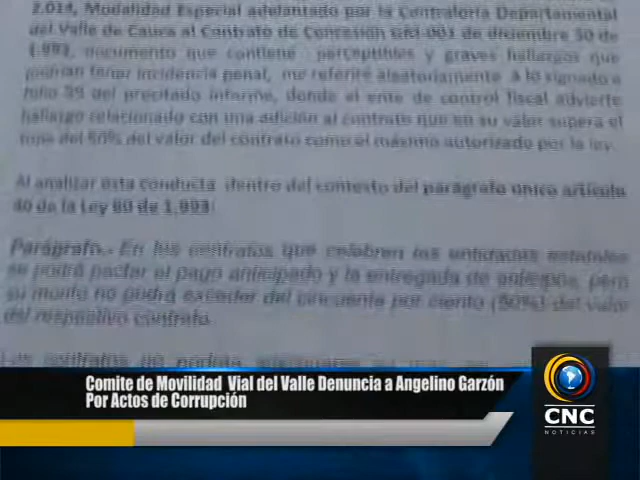 2.014, Modalidad Especial adelantado por la Contraloría Departamental
del Valle de Cauca al Contrato de Concesión GM-001 de diciembre 30 de
1.993, documento que contiene perceptibles y graves hallazgos que
podrían tener incidencia penal, me referiré aleatoriamente a lo signado a
folio 59 del precitado informe, donde el ente de control fiscal advierte
hallazgo relacionado con una adición al contrato que en su valor supera el
tope del 50% del valor del contrato como el máximo autorizado por la ley.
Al analizar esta conducta dentro del contexto del parágrafo único artículo
40 de la Ley 80 de 1.993:
Parágrafo.- En los contratos que celebren las entidades estatales
se podrá pactar el pago anticipado y la entregada de anticipos, pero
su monto no podrá exceder del cincuenta por ciento (50%) del valor
del respectivo contrato.
Los contratos no podrán
Comite de Movilidad Vial del Valle Denuncia a Angelino Garzón
Por Actos de Corrupción
CNC
NOTICIAS